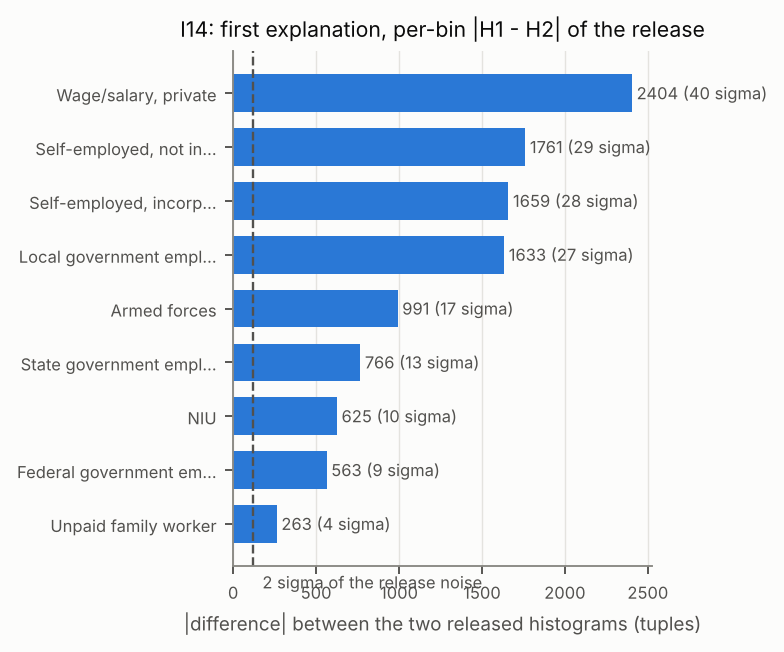 I14: first explanation, per-bin |H1 - H2| of the release
Wage/salary, private 2404 (40 sigma)
Self-employed, not in... 1761 (29 sigma)
Self-employed, incorp... 1659 (28 sigma)
Local government empl... 1633 (27 sigma)
Armed forces 991 (17 sigma)
State government empl... 766 (13 sigma)
NIU 625 (10 sigma)
Federal government em... 563 (9 sigma)
Unpaid family worker 263 (4 sigma)
2 sigma of the release noise
0 500 1000 1500 2000 2500
|difference| between the two released histograms (tuples)